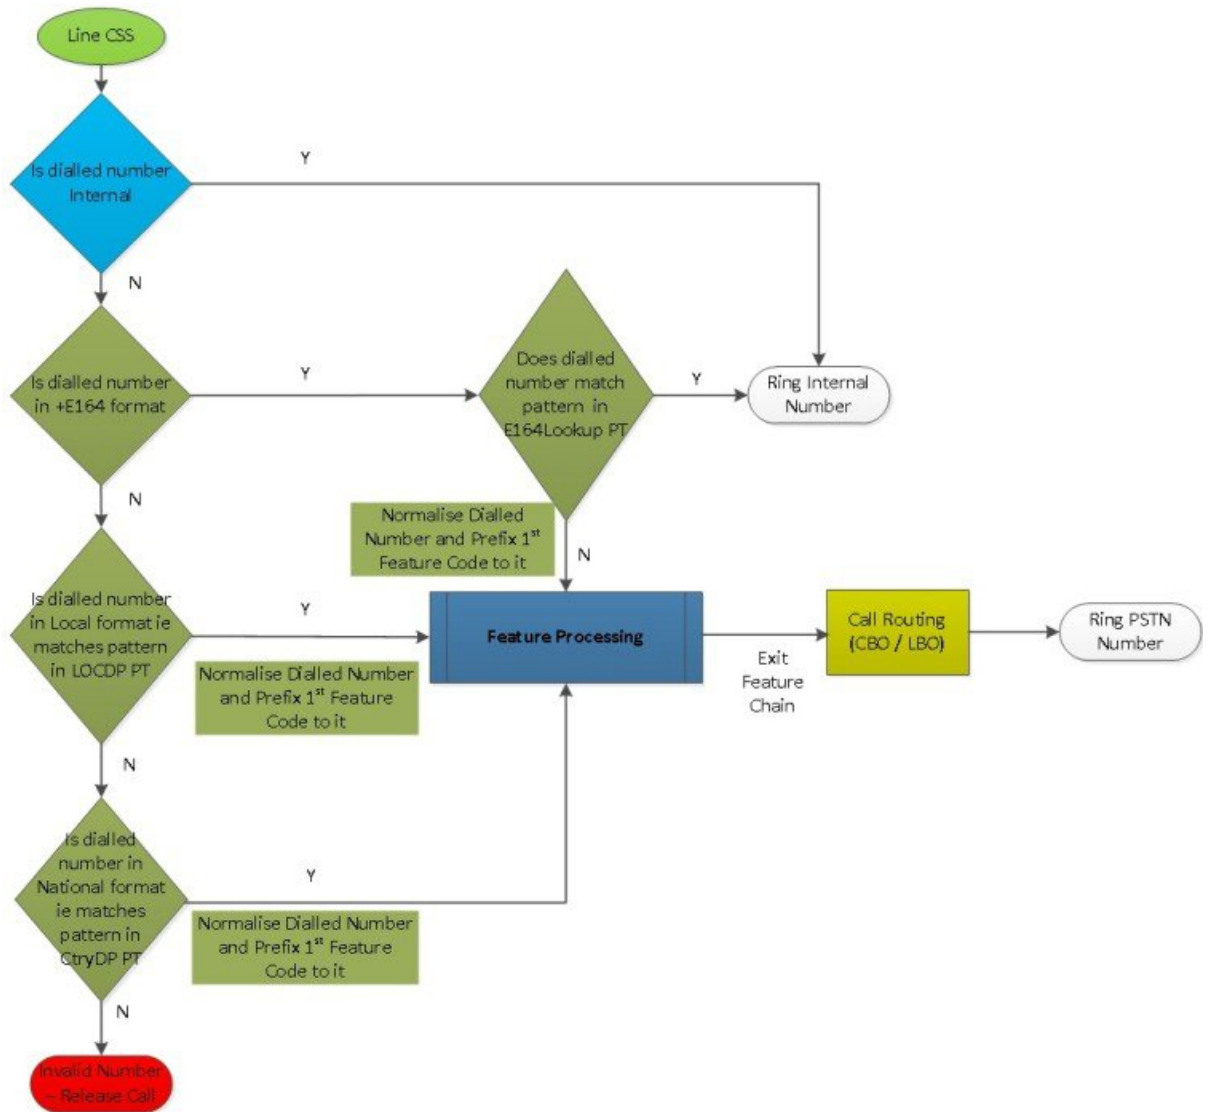 Line CSS
Is dialled number
Internal
Y
N
Is dialled number
in +E164 format
Y
Does dialled
number match
pattern in
E164Lookup PT
Y
Ring Internal
Number
N
Normalise Dialled
Number and Prefix 1st
Feature Code to it
N
Is dialled number
in Local format ie
matches pattern
in LOCDP PT
Y
Normalise Dialled Number
and Prefix 1st Feature
Code to it
Feature Processing
Exit
Feature
Chain
Call Routing
(CBO / LBO)
Ring PSTN
Number
N
Is dialled
number in
National format
ie matches
pattern in
CtryDP PT
Y
Normalise Dialled Number
and Prefix 1st Feature
Code to it
N
Invalid Number
– Release Call